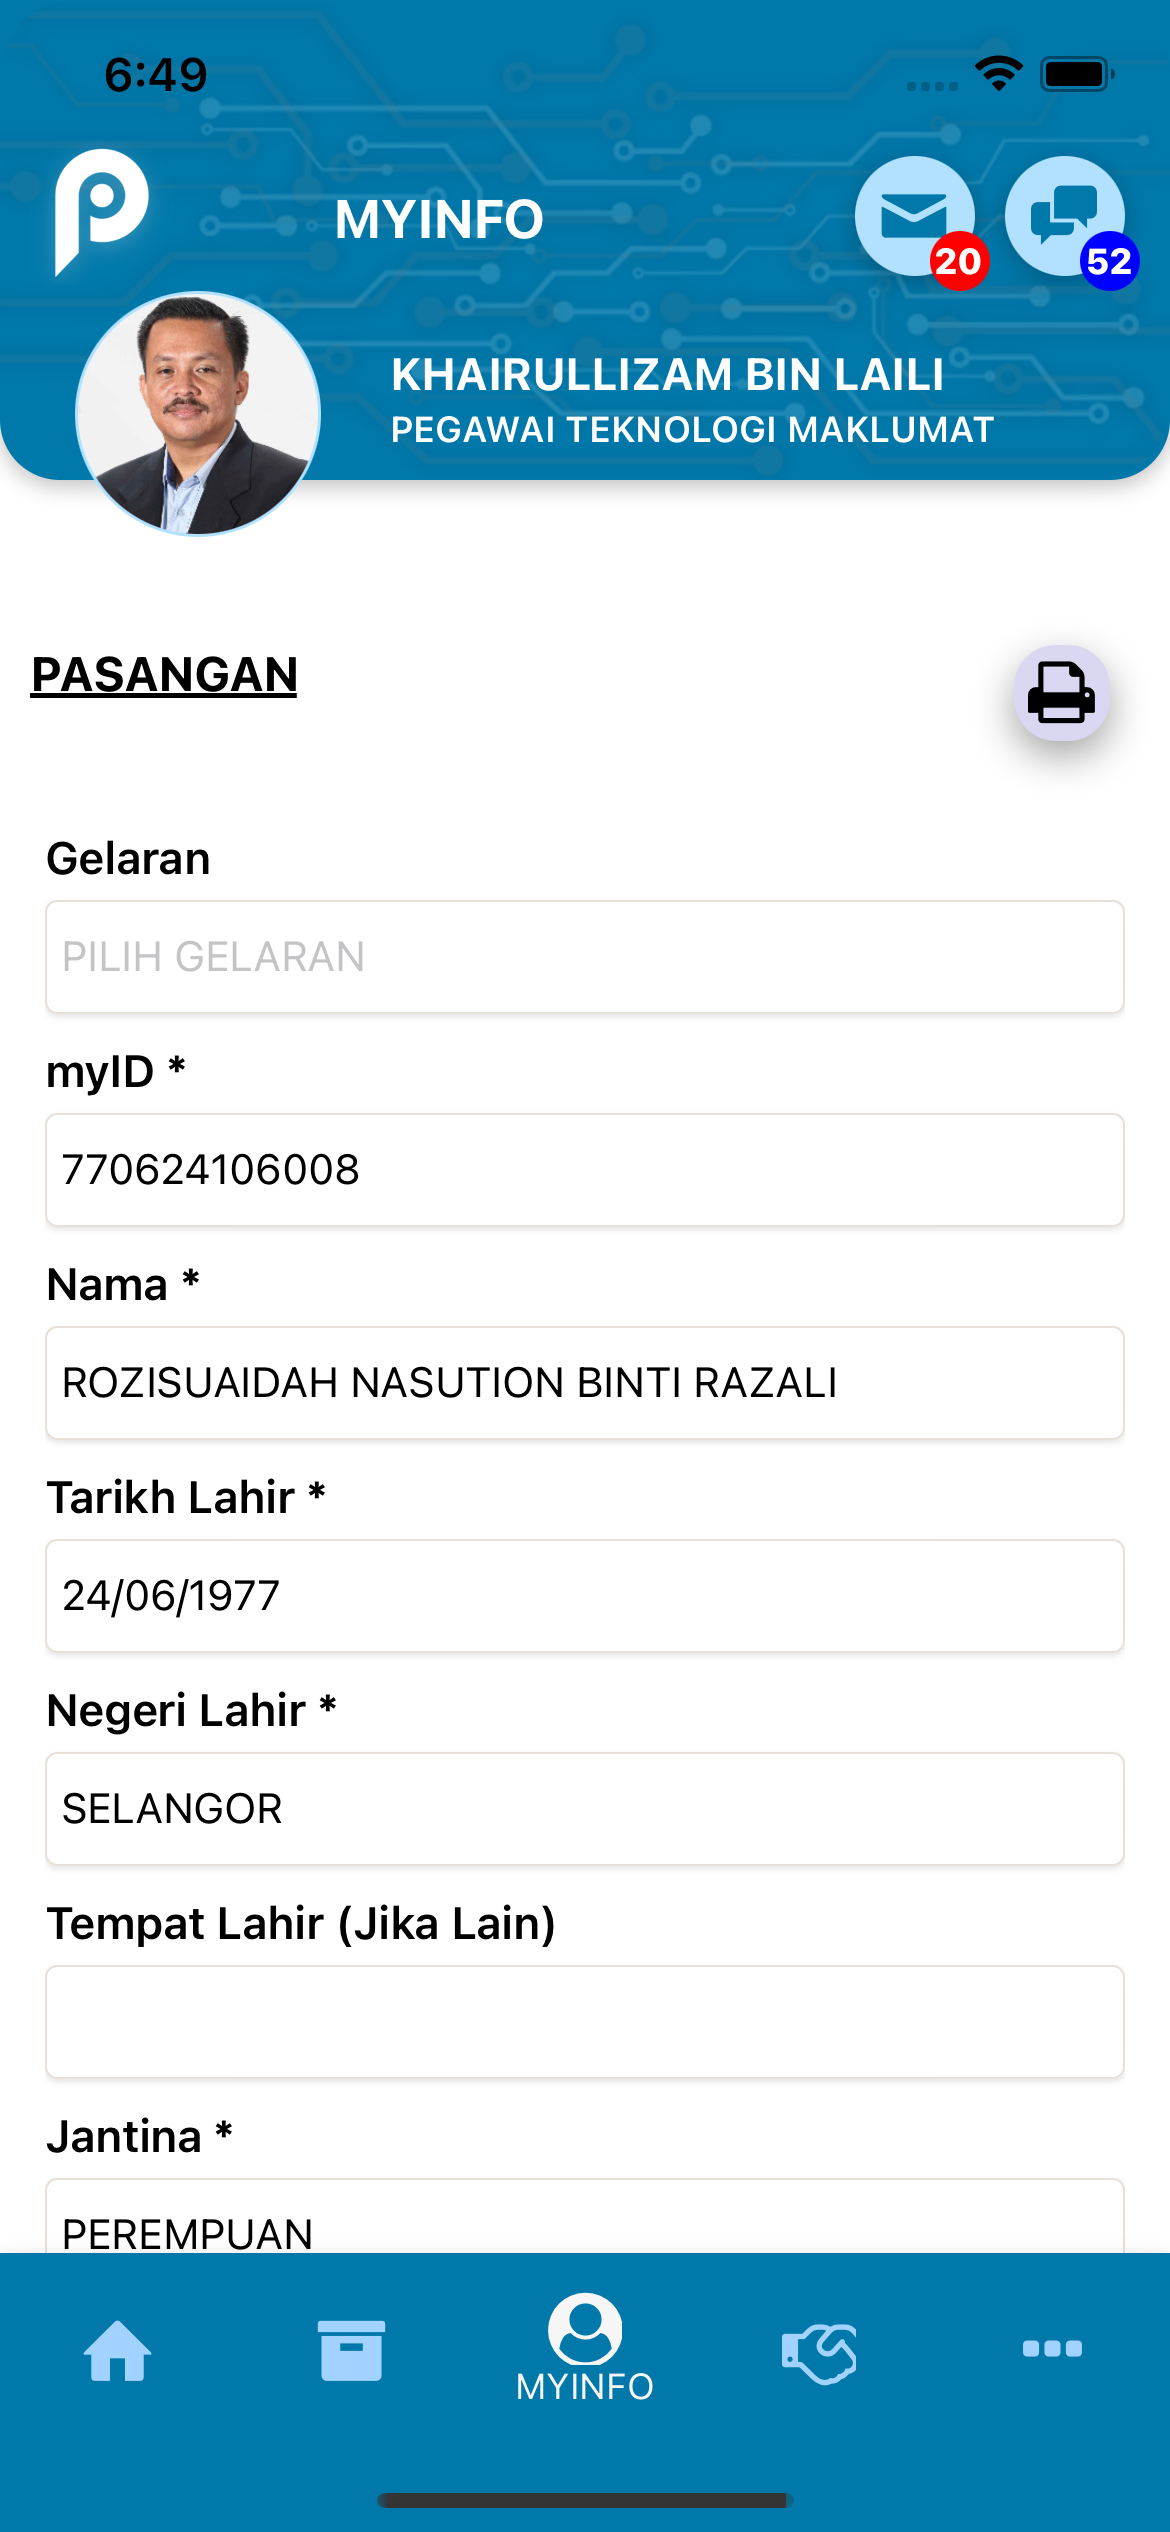 6:49
MYINFO
20
52
KHAIRULLIZAM BIN LAILI
PEGAWAI TEKNOLOGI MAKLUMAT
PASANGAN
Gelaran
PILIH GELARAN
myID *
770624106008
Nama *
ROZISUAIDAH NASUTION BINTI RAZALI
Tarikh Lahir *
24/06/1977
Negeri Lahir *
SELANGOR
Tempat Lahir (Jika Lain)
Jantina *
PEREMPUAN
MYINFO